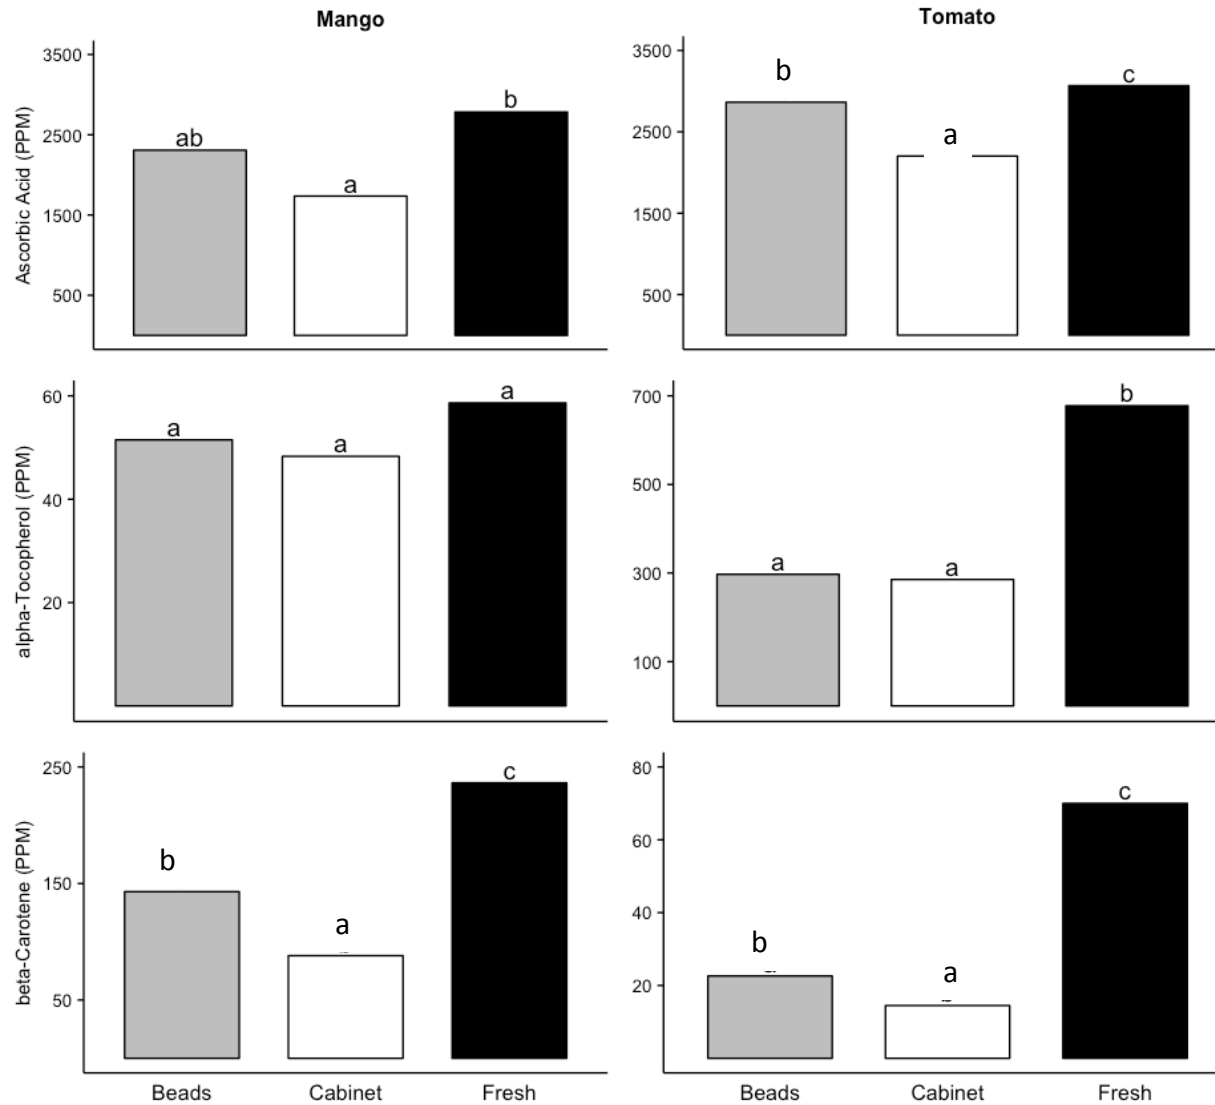 Mango
Tomato
Ascorbic Acid (PPM)
3500
2500
1500
500
ab
a
b
3500
2500
1500
500
b
a
c
alpha-Tocopherol (PPM)
60
40
20
a
a
a
700
500
300
100
a
a
b
beta-Carotene (PPM)
250
150
50
b
a
c
80
60
40
20
b
a
c
Beads Cabinet Fresh
Beads Cabinet Fresh